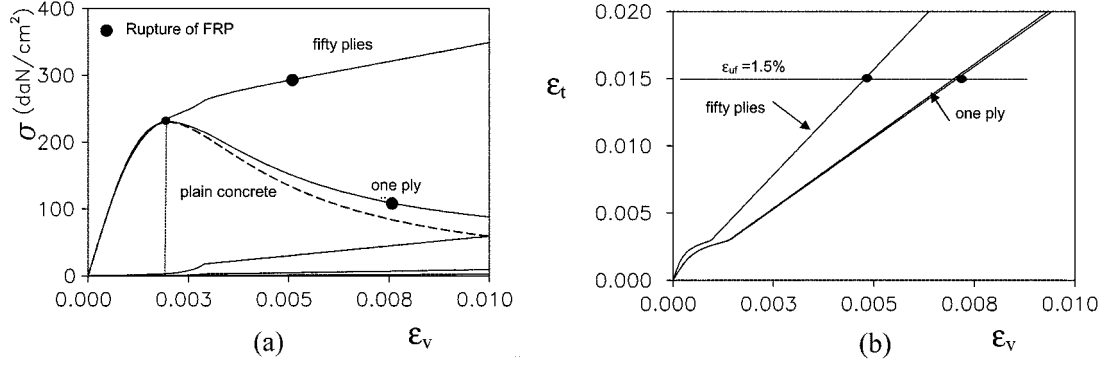 400
300
200
100
0
σ (daN/cm²)
Rupture of FRP
fifty plies
plain concrete
one ply
0.000
0.003
0.005
0.008
0.010
(a)
εᵥ
0.020
0.015
0.010
0.005
0.000
εₜ
ε_uf =1.5%
fifty plies
one ply
0.000
0.003
0.005
0.008
0.010
(b)
εᵥ